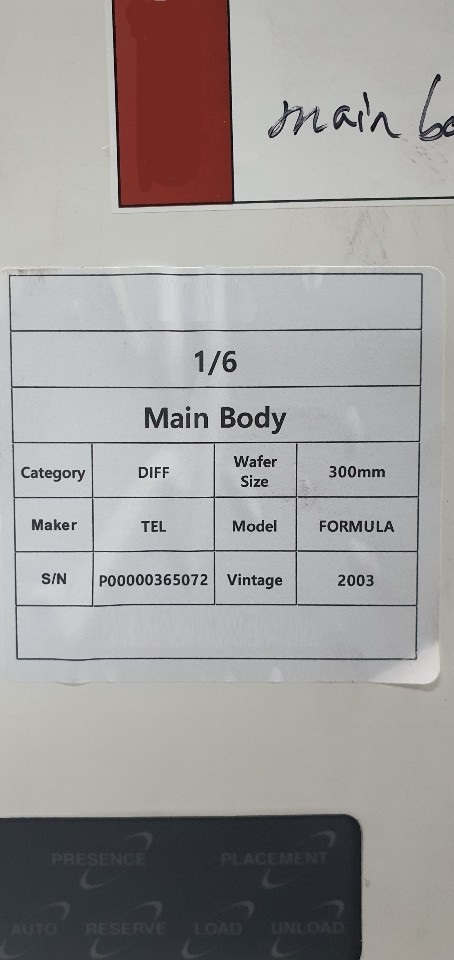 main
1/6
Main Body
Category DIFF Wafer Size 300mm
Maker TEL Model FORMULA
S/N P00000365072 Vintage 2003
PRESENCE PLACEMENT
AUTO RESERVE LOAD UNLOAD